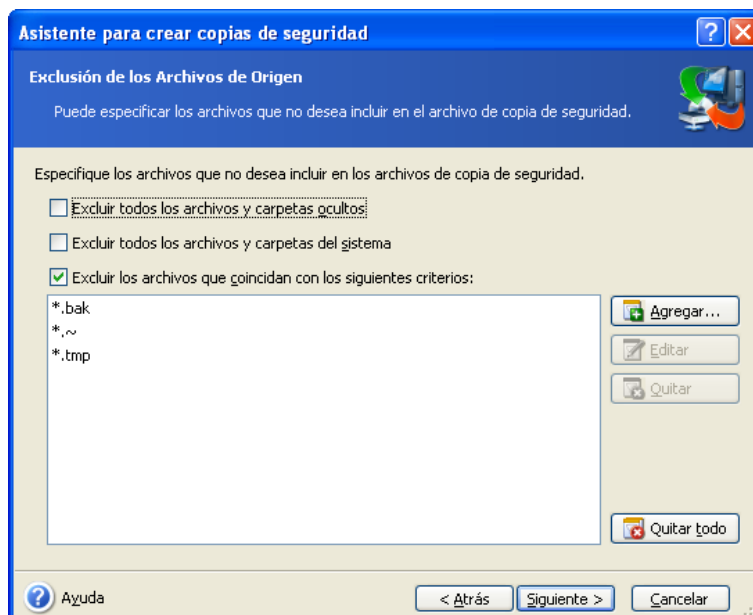 Asistente para crear copias de seguridad
Exclusión de los Archivos de Origen
Puede especificar los archivos que no desea incluir en el archivo de copia de seguridad.
Especifique los archivos que no desea incluir en los archivos de copia de seguridad.
Excluir todos los archivos y carpetas ocultos
Excluir todos los archivos y carpetas del sistema
Excluir los archivos que coincidan con los siguientes criterios:
*.bak
*.~
*.tmp
Agregar...
Editar
Quitar
Quitar todo
Ayuda
< Atrás
Siguiente >
Cancelar